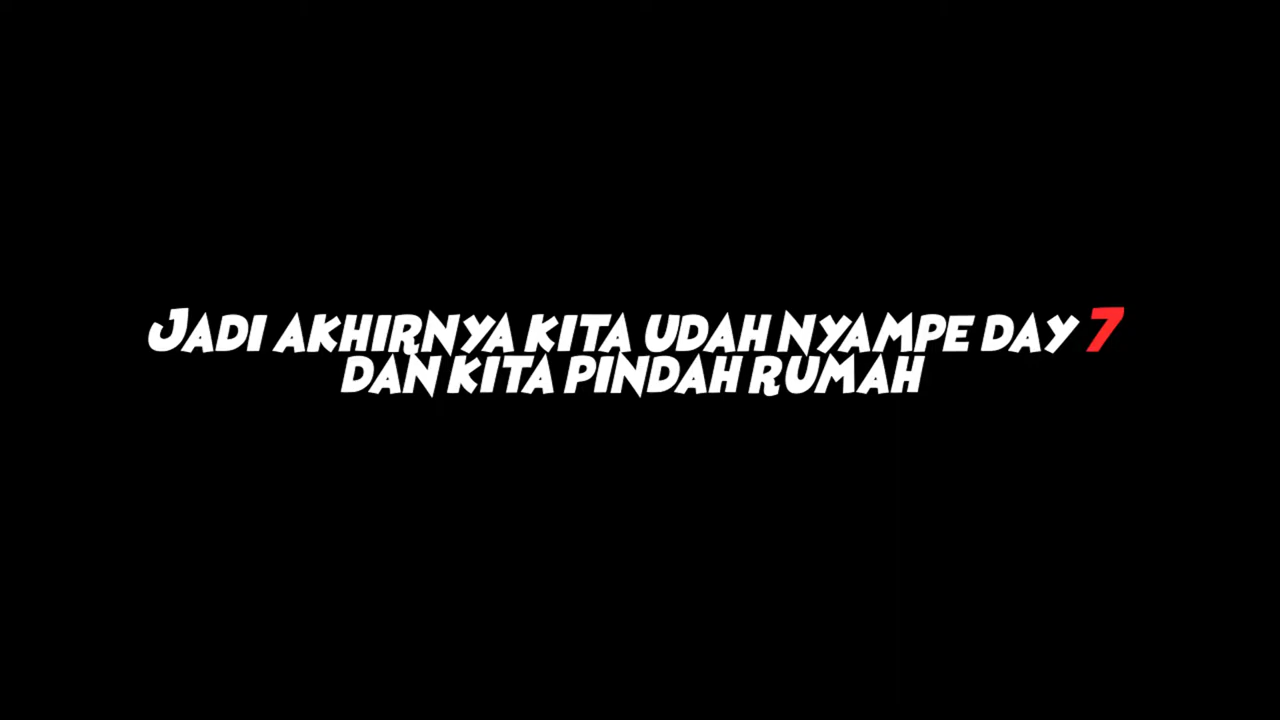 JADI AKHIRNYA KITA UDAH NYAMPE DAY 7
DAN KITA PINDAH RUMAH